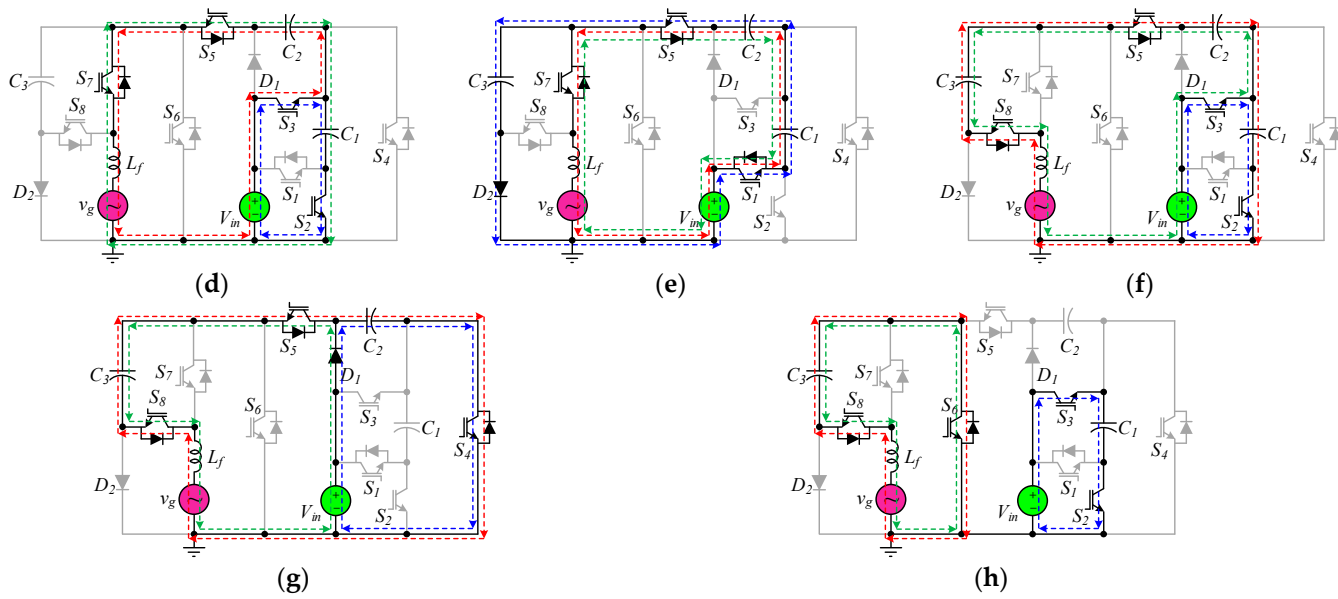 S5 C2
C3 S7 D1 S8 S3 S6 C1 S4
Lf S1
D2 vg Vin S2
(d)
S5 C2
C3 S7 D1 S8 S3 S6 C1 S4
Lf S1
D2 vg Vin S2
(e)
S5 C2
C3 S7 D1 S8 S3 S6 C1 S4
Lf S1
D2 vg Vin S2
(f)
S5 C2
C3 S7 D1 S8 S3 S6 C1 S4
Lf S1
D2 vg Vin S2
(g)
S5 C2
C3 S7 D1 S8 S3 S6 C1 S4
Lf S1
D2 vg Vin S2
(h)